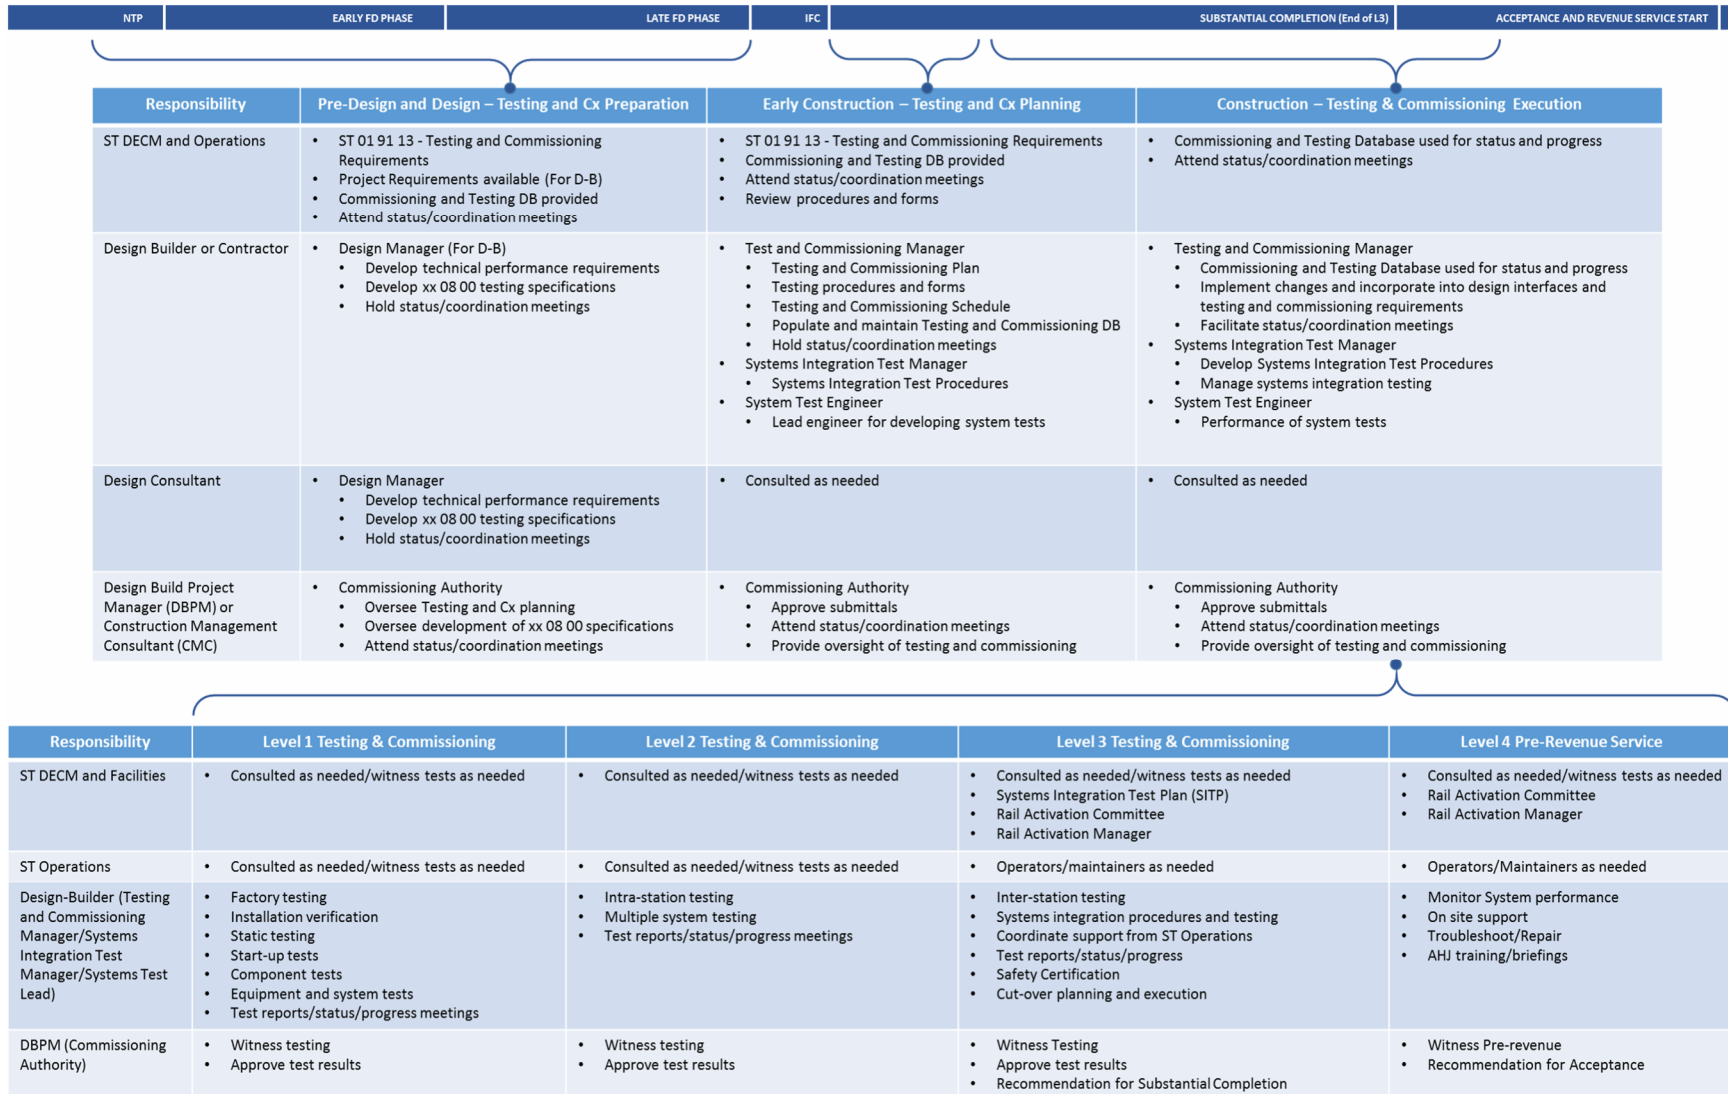 NTP
EARLY FD PHASE
LATE FD PHASE
IFC
SUBSTANTIAL COMPLETION (End of L3)
ACCEPTANCE AND REVENUE SERVICE START
Responsibility
Pre-Design and Design – Testing and Cx Preparation
Early Construction – Testing and Cx Planning
Construction – Testing & Commissioning Execution
ST DECM and Operations
• ST 01 91 13 - Testing and Commissioning
Requirements
• Project Requirements available (For D-B)
• Commissioning and Testing DB provided
• Attend status/coordination meetings
• ST 01 91 13 - Testing and Commissioning Requirements
• Commissioning and Testing DB provided
• Attend status/coordination meetings
• Review procedures and forms
• Commissioning and Testing Database used for status and progress
• Attend status/coordination meetings
Design Builder or Contractor
• Design Manager (For D-B)
• Develop technical performance requirements
• Develop xx 08 00 testing specifications
• Hold status/coordination meetings
• Test and Commissioning Manager
• Testing and Commissioning Plan
• Testing procedures and forms
• Testing and Commissioning Schedule
• Populate and maintain Testing and Commissioning DB
• Hold status/coordination meetings
• Systems Integration Test Manager
• Systems Integration Test Procedures
• System Test Engineer
• Lead engineer for developing system tests
• Testing and Commissioning Manager
• Commissioning and Testing Database used for status and progress
• Implement changes and incorporate into design interfaces and
testing and commissioning requirements
• Facilitate status/coordination meetings
• Systems Integration Test Manager
• Develop Systems Integration Test Procedures
• Manage systems integration testing
• System Test Engineer
• Performance of system tests
Design Consultant
• Design Manager
• Develop technical performance requirements
• Develop xx 08 00 testing specifications
• Hold status/coordination meetings
• Consulted as needed
• Consulted as needed
Design Build Project
Manager (DBPM) or
Construction Management
Consultant (CMC)
• Commissioning Authority
• Oversee Testing and Cx planning
• Oversee development of xx 08 00 specifications
• Attend status/coordination meetings
• Commissioning Authority
• Approve submittals
• Attend status/coordination meetings
• Provide oversight of testing and commissioning
• Commissioning Authority
• Approve submittals
• Attend status/coordination meetings
• Provide oversight of testing and commissioning
Responsibility
Level 1 Testing & Commissioning
Level 2 Testing & Commissioning
Level 3 Testing & Commissioning
Level 4 Pre-Revenue Service
ST DECM and Facilities
• Consulted as needed/witness tests as needed
• Consulted as needed/witness tests as needed
• Consulted as needed/witness tests as needed
• Systems Integration Test Plan (SITP)
• Rail Activation Committee
• Rail Activation Manager
• Consulted as needed/witness tests as needed
• Rail Activation Committee
• Rail Activation Manager
ST Operations
• Consulted as needed/witness tests as needed
• Consulted as needed/witness tests as needed
• Operators/maintainers as needed
• Operators/Maintainers as needed
Design-Builder (Testing
and Commissioning
Manager/Systems
Integration Test
Manager/Systems Test
Lead)
• Factory testing
• Installation verification
• Static testing
• Start-up tests
• Component tests
• Equipment and system tests
• Test reports/status/progress meetings
• Intra-station testing
• Multiple system testing
• Test reports/status/progress meetings
• Inter-station testing
• Systems integration procedures and testing
• Coordinate support from ST Operations
• Test reports/status/progress
• Safety Certification
• Cut-over planning and execution
• Monitor System performance
• On site support
• Troubleshoot/Repair
• AHJ training/briefings
DBPM (Commissioning
Authority)
• Witness testing
• Approve test results
• Witness testing
• Approve test results
• Witness Testing
• Approve test results
• Recommendation for Substantial Completion
• Witness Pre-revenue
• Recommendation for Acceptance